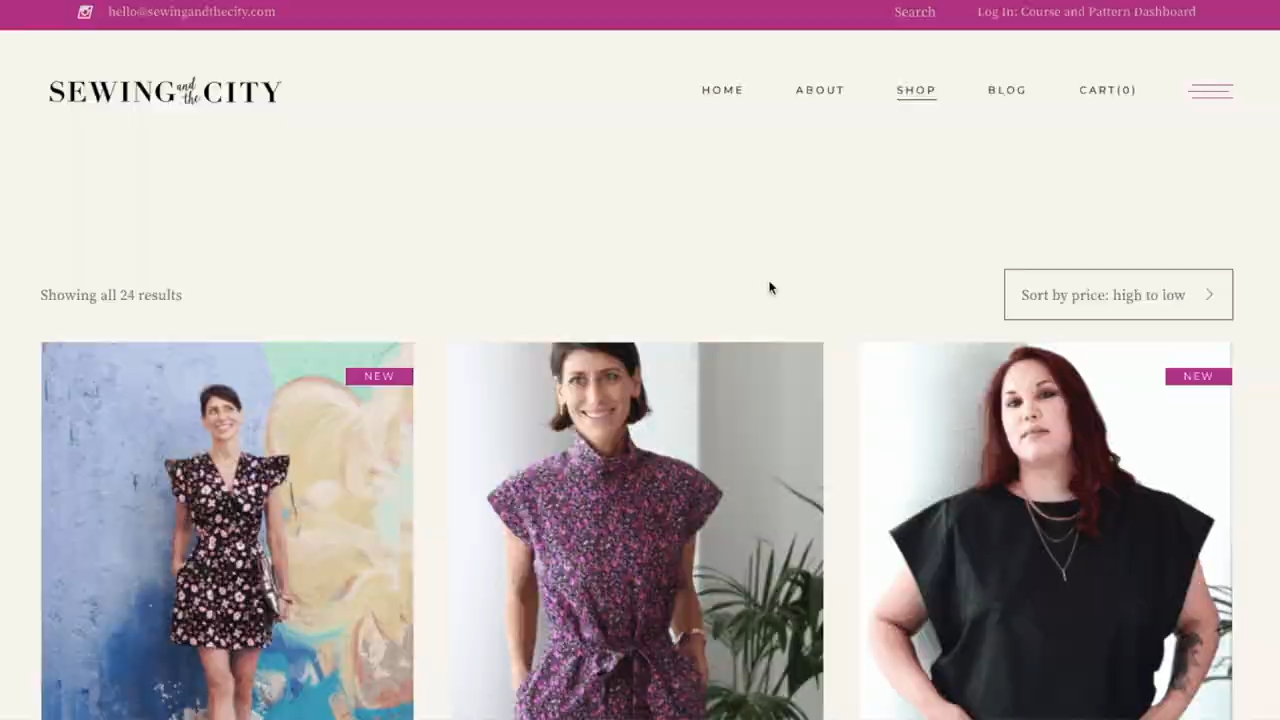 hello@sewingandthecity.com
Search
Log In: Course and Pattern Dashboard
SEWING and the CITY
HOME
ABOUT
SHOP
BLOG
CART(0)
Showing all 24 results
Sort by price: high to low
NEW
NEW